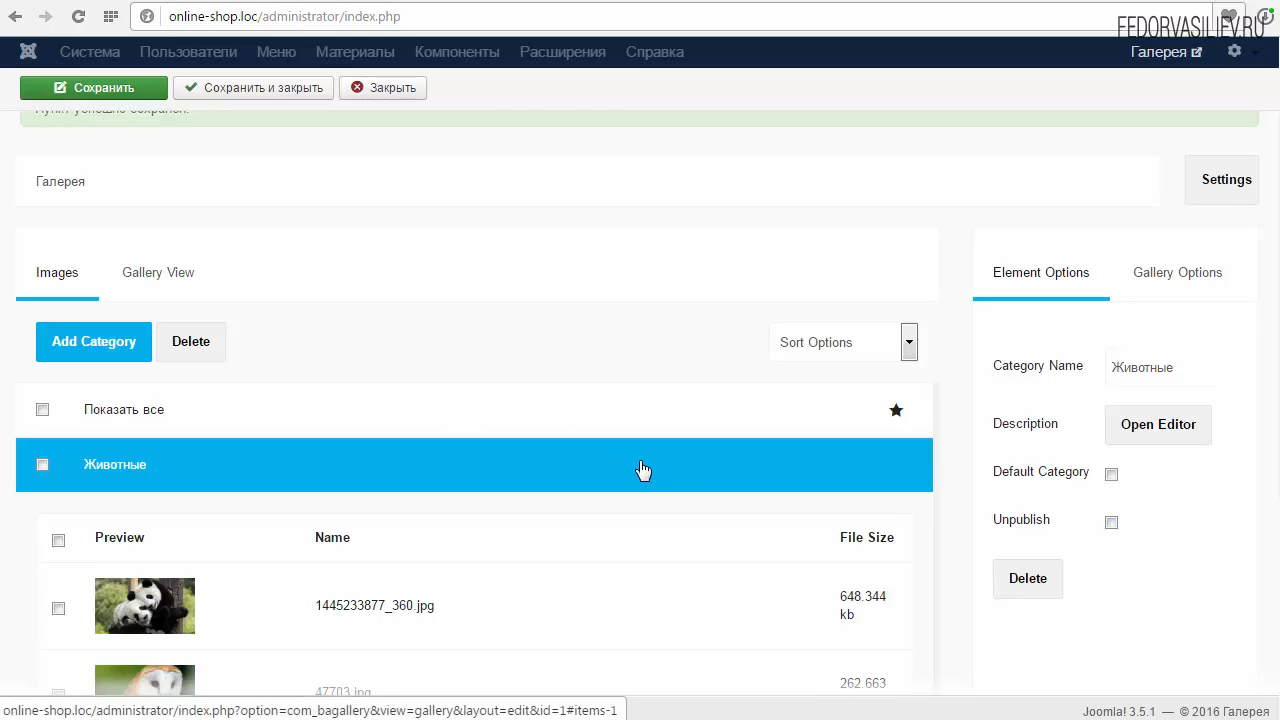 online-shop.loc/administrator/index.php
FEDORVASILIEV.RU
Система Пользователи Меню Материалы Компоненты Расширения Справка Галерея
Сохранить Сохранить и закрыть Закрыть
Пункт успешно сохранен.
Галерея
Settings
Images Gallery View
Element Options Gallery Options
Add Category Delete
Sort Options
Category Name Животные
Показать все
Description Open Editor
Животные
Default Category
Unpublish
Preview Name File Size
Delete
1445233877_360.jpg
648.344
kb
47703.jpg
262.663
online-shop.loc/administrator/index.php?option=com_bagallery&view=gallery&layout=edit&id=1#items-1
Joomla! 3.5.1 — © 2016 Галерея